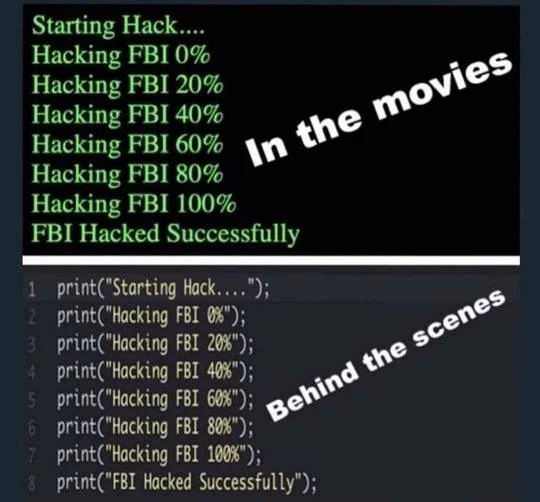 Starting Hack....
Hacking FBI 0%
Hacking FBI 20%
Hacking FBI 40%
Hacking FBI 60%
Hacking FBI 80%
Hacking FBI 100%
FBI Hacked Successfully
In the movies
1 print("Starting Hack....");
2 print("Hacking FBI 0%");
3 print("Hacking FBI 20%");
4 print("Hacking FBI 40%");
5 print("Hacking FBI 60%");
6 print("Hacking FBI 80%");
7 print("Hacking FBI 100%");
8 print("FBI Hacked Successfully");
Behind the scenes